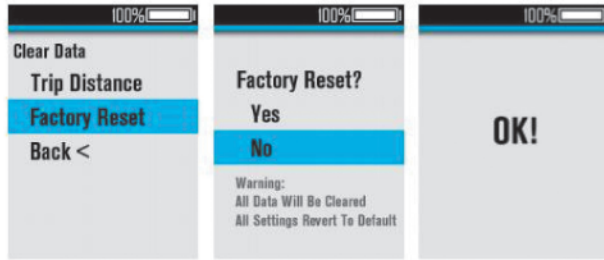 100%
Clear Data
Trip Distance
Factory Reset
Back <
100%
Factory Reset?
Yes
No
Warning:
All Data Will Be Cleared
All Settings Revert To Default
100%
OK!